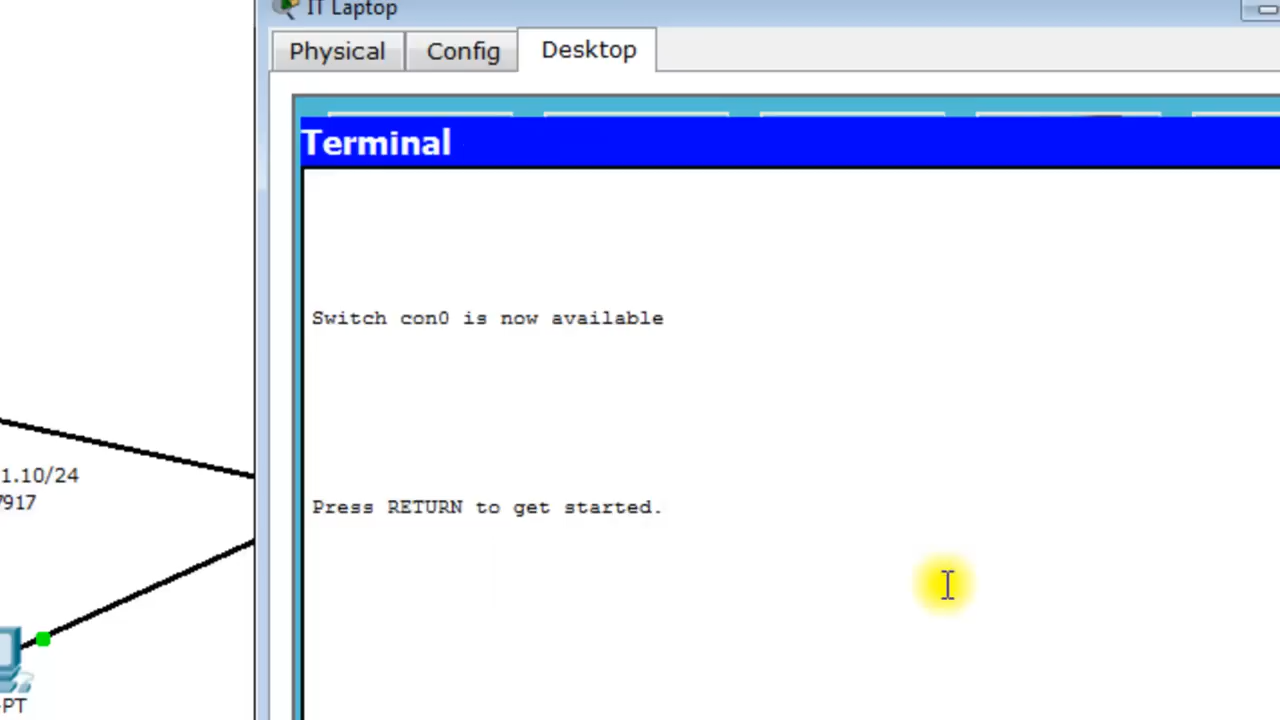 IT Laptop
Physical Config Desktop
Terminal
Switch con0 is now available
1.10/24
7917
Press RETURN to get started.
-PT